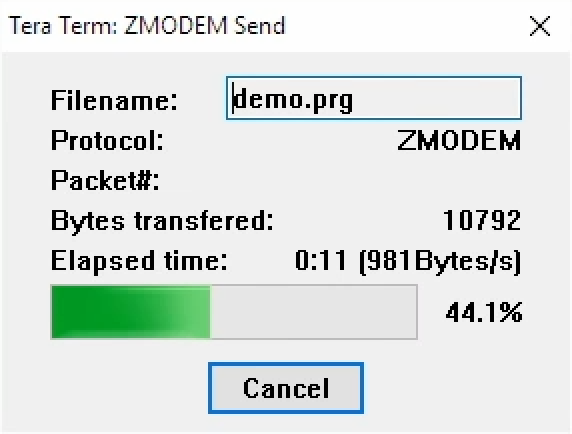 Tera Term: ZMODEM Send
Filename: demo.prg
Protocol: ZMODEM
Packet#:
Bytes transfered: 10792
Elapsed time: 0:11 (981Bytes/s)
44.1%
Cancel